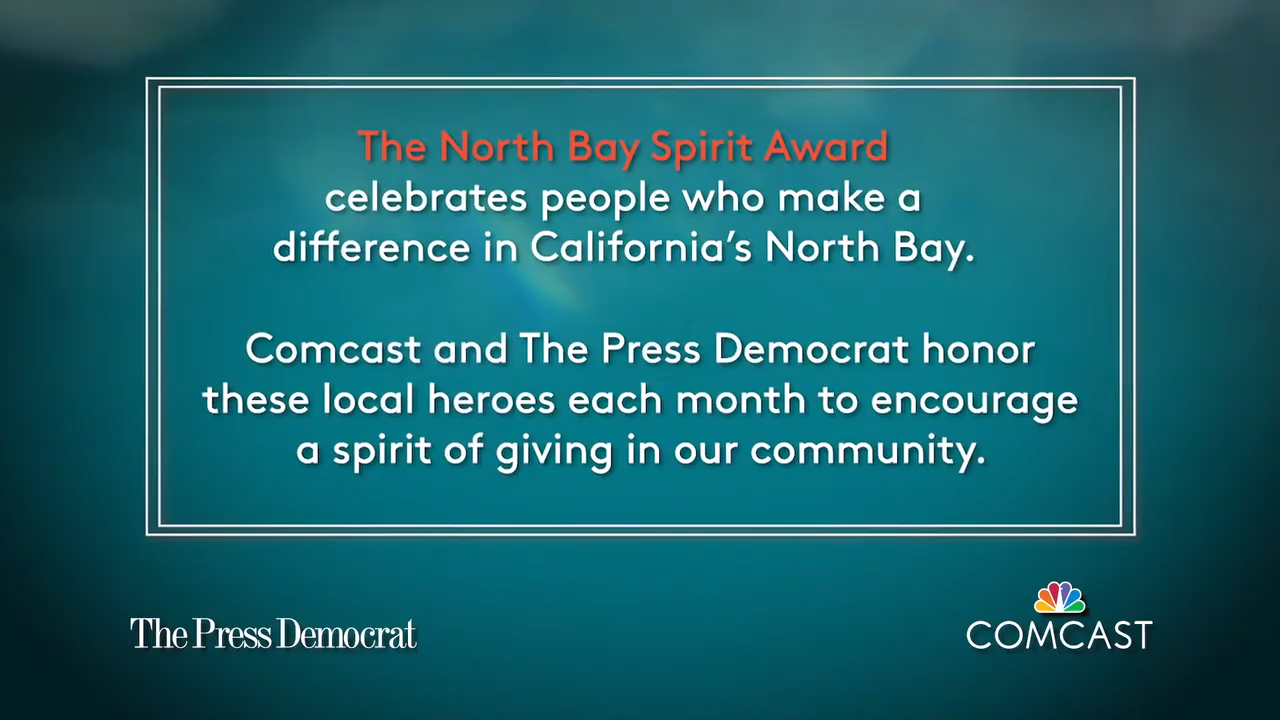 The North Bay Spirit Award
celebrates people who make a
difference in California’s North Bay.
Comcast and The Press Democrat honor
these local heroes each month to encourage
a spirit of giving in our community.
The Press Democrat
COMCAST